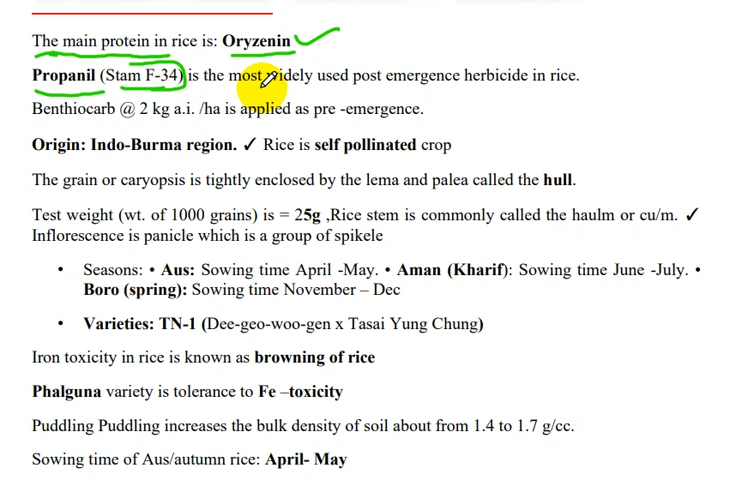 The main protein in rice is: Oryzenin
Propanil (Stam F-34) is the most widely used post emergence herbicide in rice.
Benthiocarb @ 2 kg a.i. /ha is applied as pre -emergence.
Origin: Indo-Burma region. ✓ Rice is self pollinated crop
The grain or caryopsis is tightly enclosed by the lema and palea called the hull.
Test weight (wt. of 1000 grains) is = 25g ,Rice stem is commonly called the haulm or cu/m. ✓
Inflorescence is panicle which is a group of spikele
• Seasons: • Aus: Sowing time April -May. • Aman (Kharif): Sowing time June -July. •
Boro (spring): Sowing time November – Dec
• Varieties: TN-1 (Dee-geo-woo-gen x Tasai Yung Chung)
Iron toxicity in rice is known as browning of rice
Phalguna variety is tolerance to Fe –toxicity
Puddling Puddling increases the bulk density of soil about from 1.4 to 1.7 g/cc.
Sowing time of Aus/autumn rice: April- May